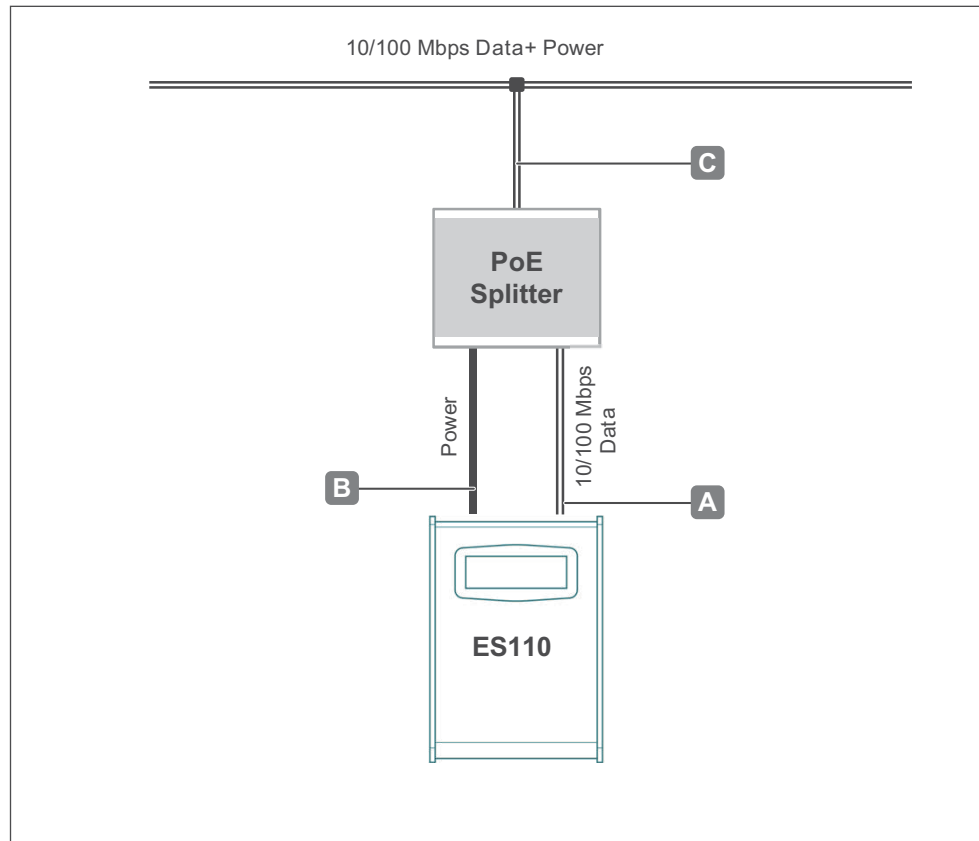 10/100 Mbps Data+ Power
C
PoE
Splitter
Power
10/100 Mbps
Data
B
A
ES110